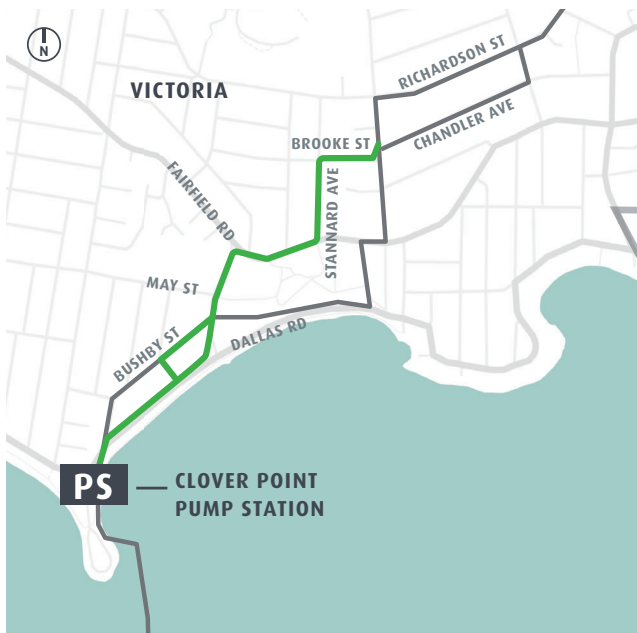 N
VICTORIA
RICHARDSON ST
CHANDLER AVE
BROOKE ST
FAIRFIELD RD
STANNARD AVE
MAY ST
BUSHBY ST
DALLAS RD
PS
CLOVER POINT
PUMP STATION